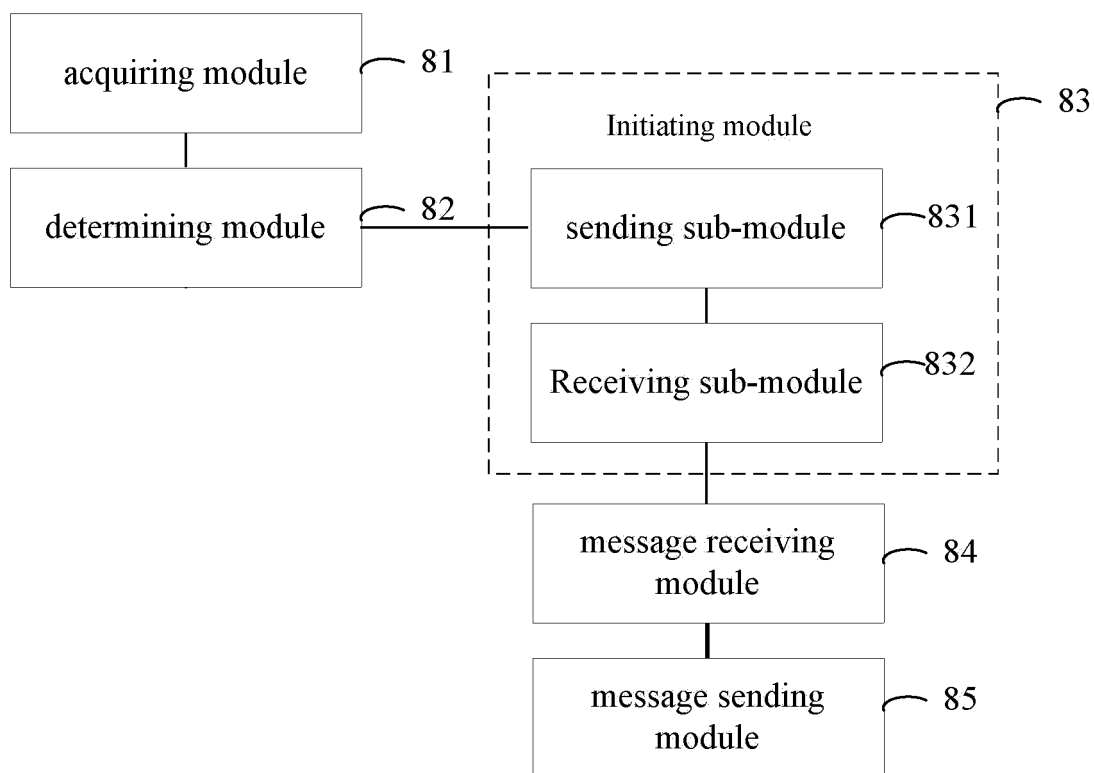 acquiring module
81
83
Initiating module
determining module
82
sending sub-module
831
Receiving sub-module
832
message receiving
module
84
message sending
module
85